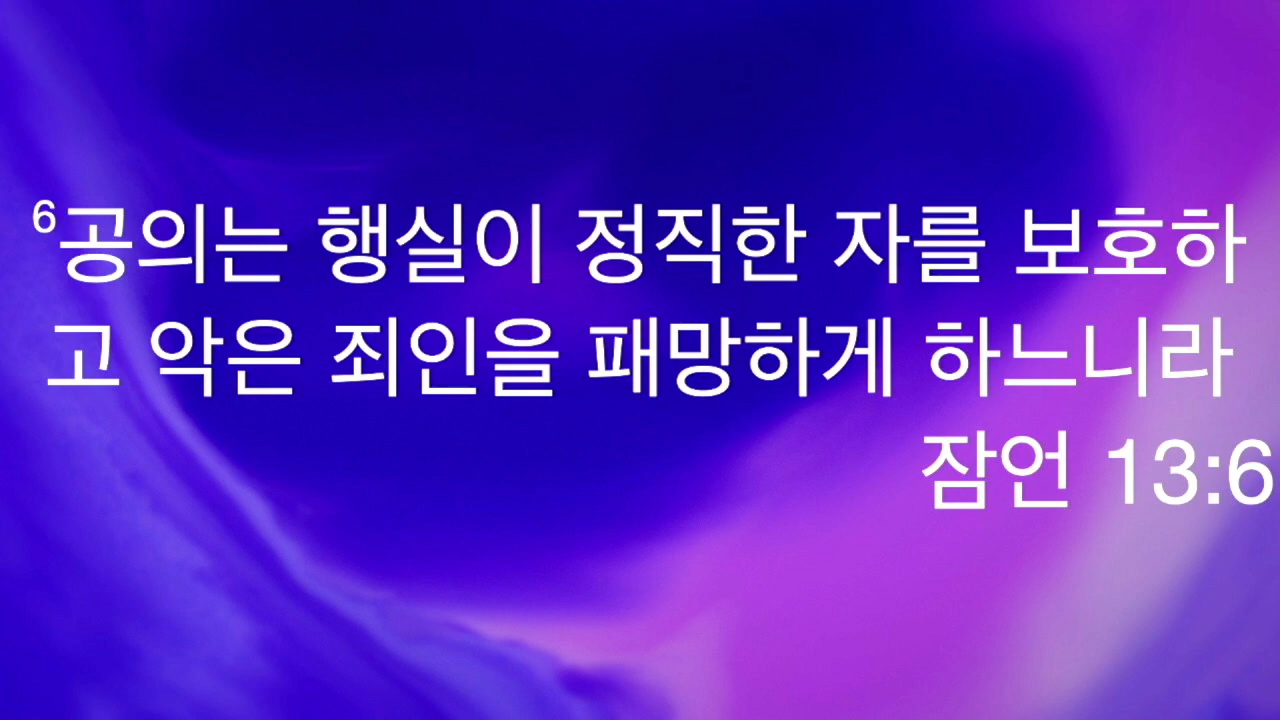 6공의는 행실이 정직한 자를 보호하
고 악은 죄인을 패망하게 하느니라
잠언 13:6